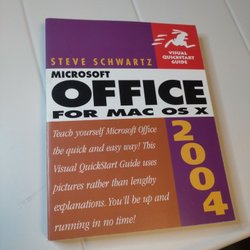 STEVE SCHWARTZ
VISUAL
QUICKSTART
GUIDE
MICROSOFT
OFFICE
FOR MAC OS X
2004
Teach yourself Microsoft Office
the quick and easy way! This
Visual QuickStart Guide uses
pictures rather than lengthy
explanations. You'll be up and
running in no time!